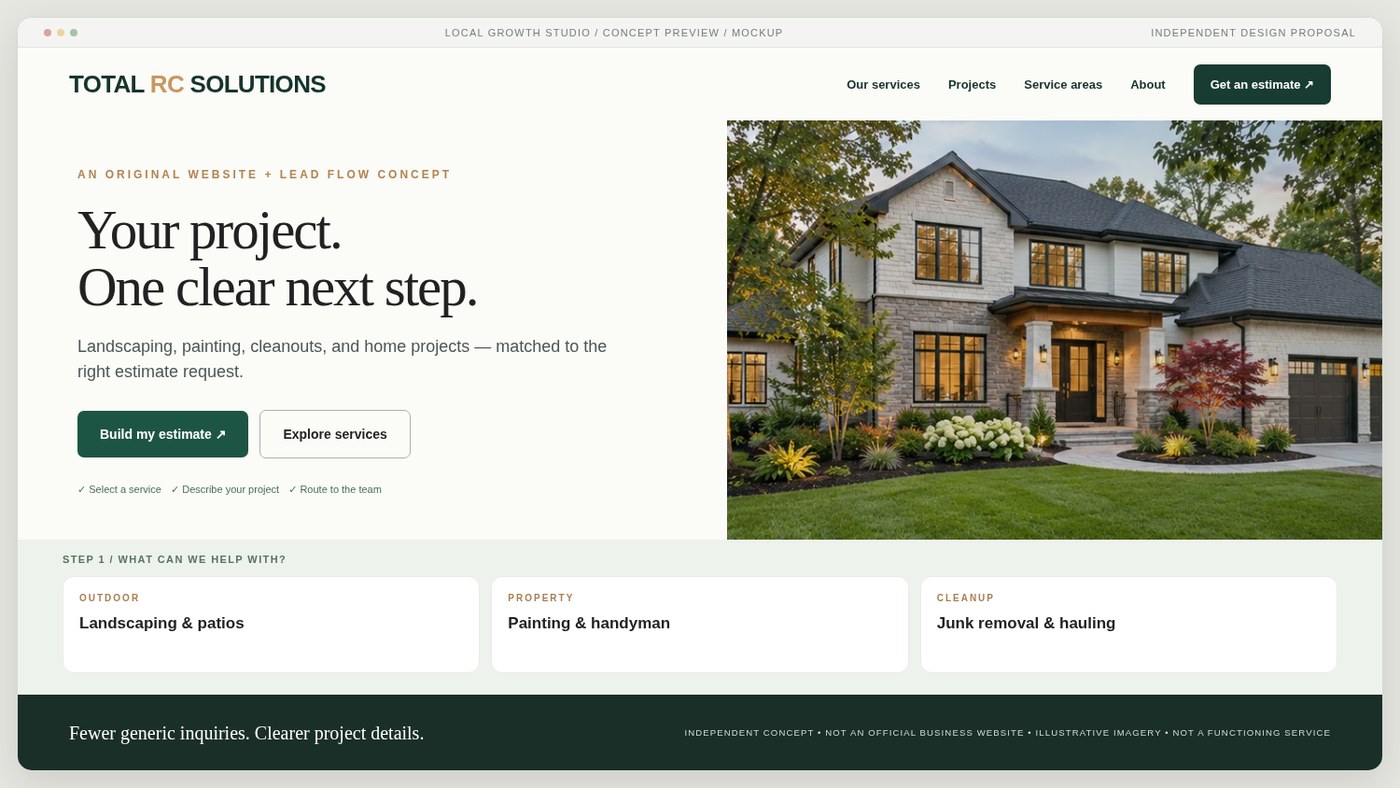 LOCAL GROWTH STUDIO / CONCEPT PREVIEW / MOCKUP
INDEPENDENT DESIGN PROPOSAL
TOTAL RC SOLUTIONS
Our services
Projects
Service areas
About
Get an estimate ↗
AN ORIGINAL WEBSITE + LEAD FLOW CONCEPT
Your project.
One clear next step.
Landscaping, painting, cleanouts, and home projects — matched to the
right estimate request.
Build my estimate ↗
Explore services
✓ Select a service ✓ Describe your project ✓ Route to the team
STEP 1 / WHAT CAN WE HELP WITH?
OUTDOOR
Landscaping & patios
PROPERTY
Painting & handyman
CLEANUP
Junk removal & hauling
Fewer generic inquiries. Clearer project details.
INDEPENDENT CONCEPT • NOT AN OFFICIAL BUSINESS WEBSITE • ILLUSTRATIVE IMAGERY • NOT A FUNCTIONING SERVICE